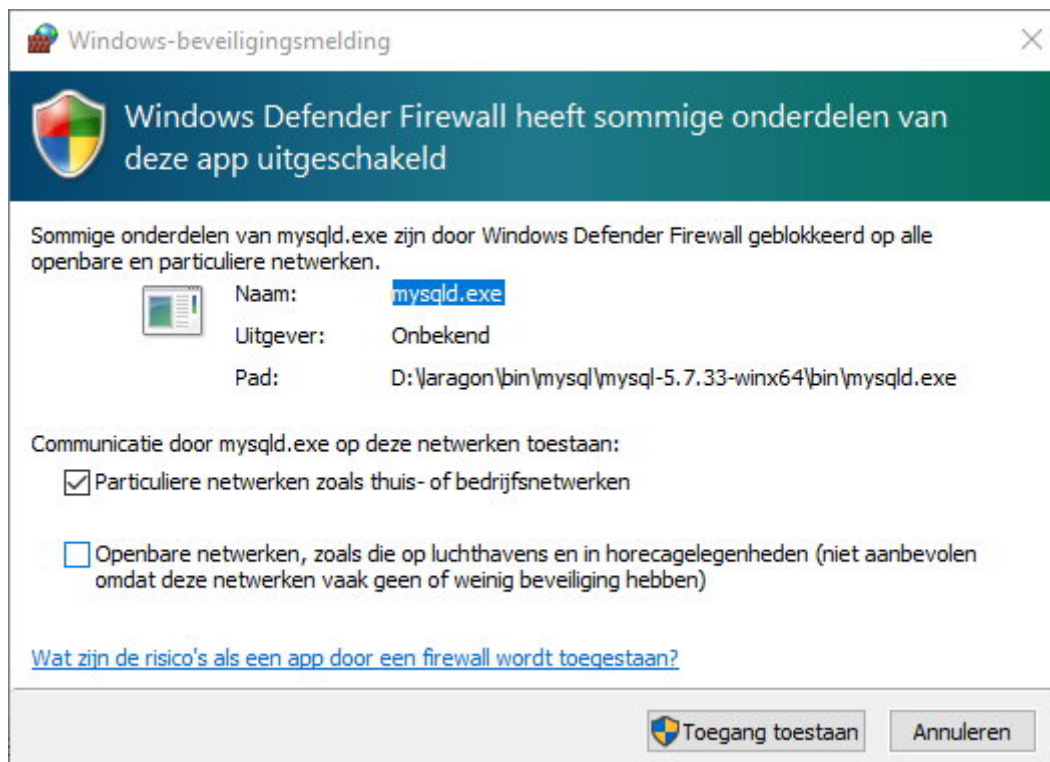 Windows-beveiligingsmelding
Windows Defender Firewall heeft sommige onderdelen van
deze app uitgeschakeld
Sommige onderdelen van mysqld.exe zijn door Windows Defender Firewall geblokkeerd op alle
openbare en particuliere netwerken.
Naam: mysqld.exe
Uitgever: Onbekend
Pad: D:\laragon\bin\mysql\mysql-5.7.33-winx64\bin\mysqld.exe
Communicatie door mysqld.exe op deze netwerken toestaan:
Particuliere netwerken zoals thuis- of bedrijfsnetwerken
Openbare netwerken, zoals die op luchthavens en in horecagelegenheden (niet aanbevolen
omdat deze netwerken vaak geen of weinig beveiliging hebben)
Wat zijn de risico's als een app door een firewall wordt toegestaan?
Toegang toestaan Annuleren